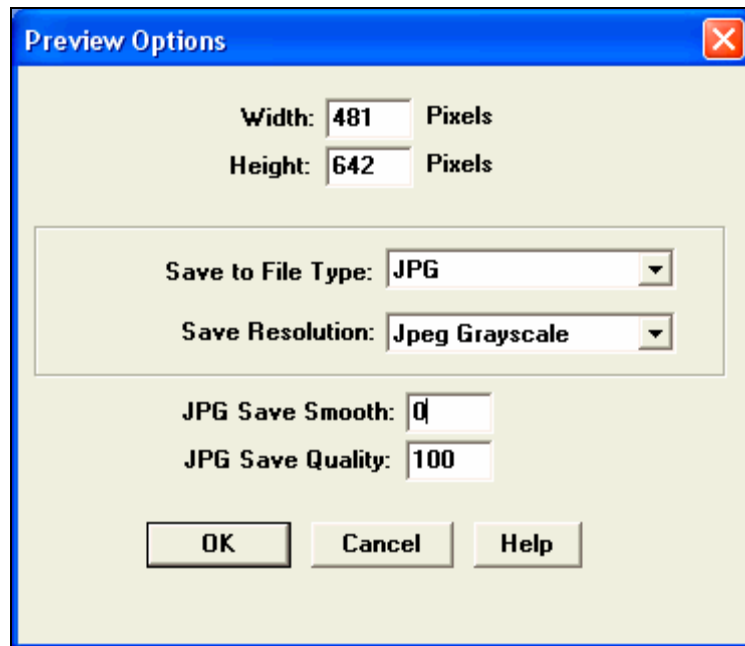 Preview Options
Width: 481 Pixels
Height: 642 Pixels
Save to File Type: JPG
Save Resolution: Jpeg Grayscale
JPG Save Smooth: 0
JPG Save Quality: 100
OK Cancel Help